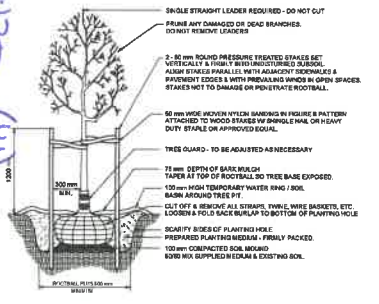 SINGLE STRAIGHT LEADER REQUIRED - DO NOT CUT
PRUNE ANY DAMAGED OR DEAD BRANCHES.
DO NOT REMOVE LEADERS
2 - 80 mm ROUND PRESSURE TREATED STAKES SET
VERTICALLY & FIRMLY INTO UNDISTURBED SUBSOIL.
ALIGN STAKES PARALLEL WITH ADJACENT SIDEWALKS &
PAVEMENT EDGES & WITH PREVAILING WINDS IN OPEN SPACES.
STAKES NOT TO DAMAGE OR PENETRATE ROOTBALL.
50 mm WIDE WOVEN NYLON BANDING IN FIGURE 8 PATTERN
ATTACHED TO WOOD STAKES W/ SHINGLE NAIL OR HEAVY
DUTY STAPLE OR APPROVED EQUAL.
TREE GUARD - TO BE ADJUSTED AS NECESSARY
75 mm DEPTH OF BARK MULCH
TAPER AT TOP OF ROOTBALL SO TREE BASE EXPOSED.
100 mm HIGH TEMPORARY WATER RING / SOIL
BASIN AROUND TREE PIT.
CUT OFF & REMOVE ALL STRAPS, TWINE, WIRE BASKETS, ETC.
LOOSEN & FOLD BACK BURLAP TO BOTTOM OF PLANTING HOLE
SCARIFY SIDES OF PLANTING HOLE
PREPARED PLANTING MEDIUM - FIRMLY PACKED.
100 mm COMPACTED SOIL MOUND
50/50 MIX SUPPLIED MEDIUM & EXISTING SOIL.
1200
300 mm
MIN.
ROOTBALL PLUS 600 mm
MINIMUM